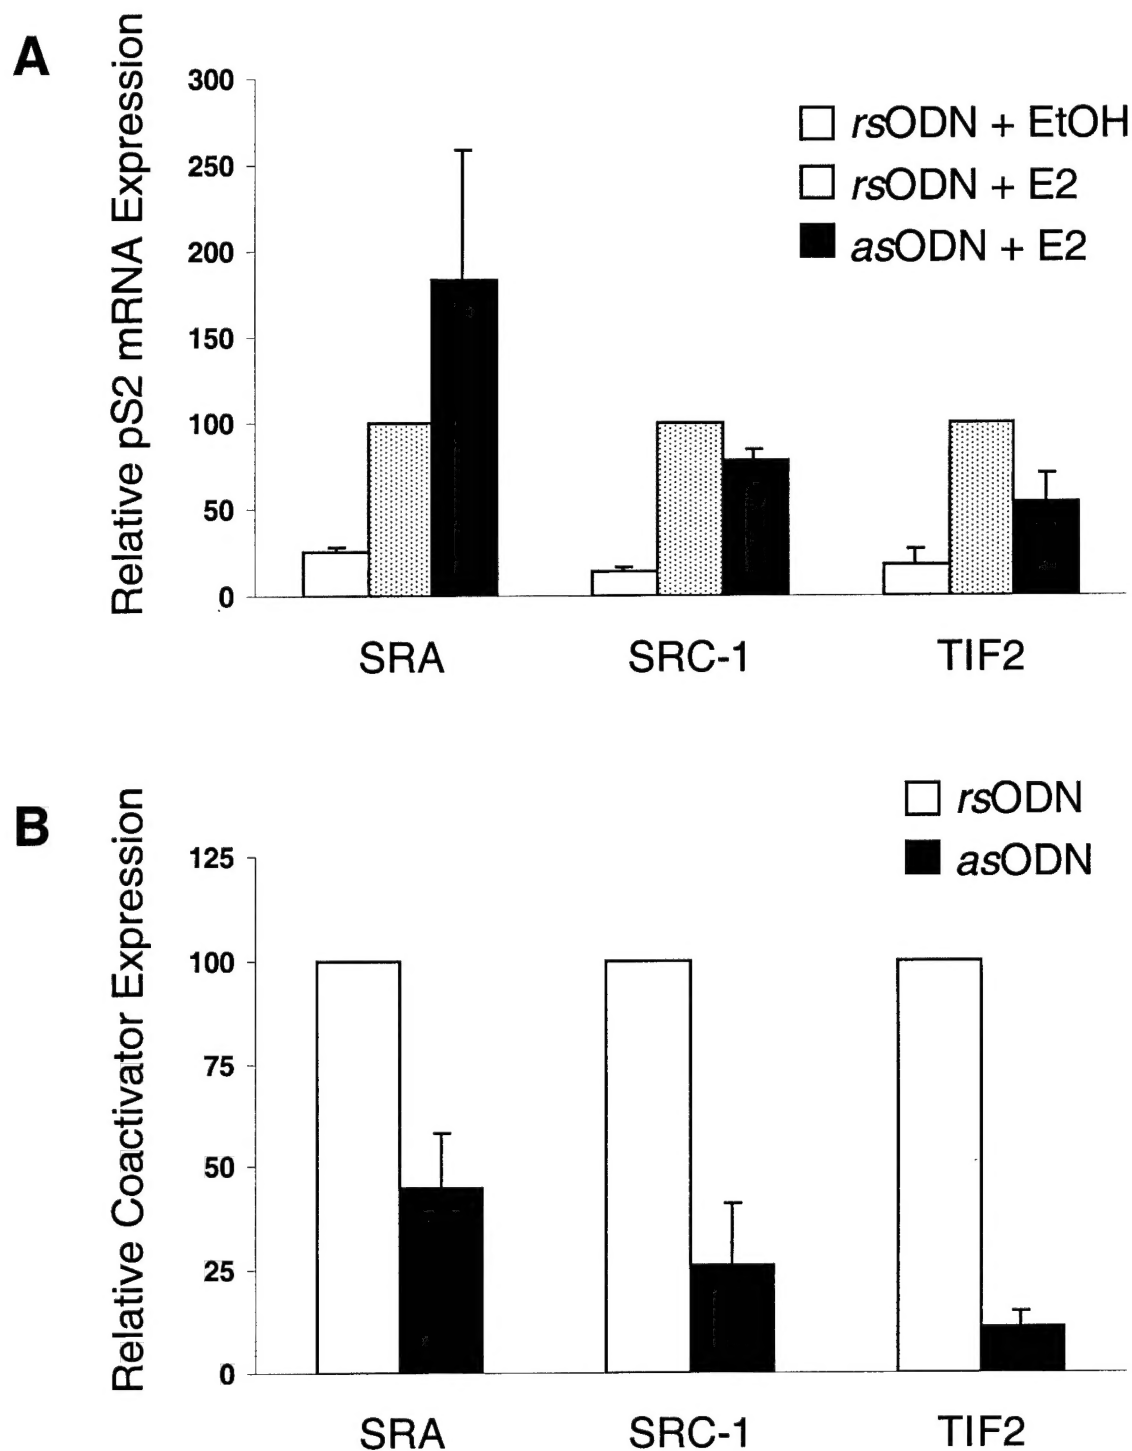 A
Relative pS2 mRNA Expression
300
250
200
150
100
50
0
rsODN + EtOH
rsODN + E2
asODN + E2
SRA SRC-1 TIF2
B
Relative Coactivator Expression
125
100
75
50
25
0
rsODN
asODN
SRA SRC-1 TIF2